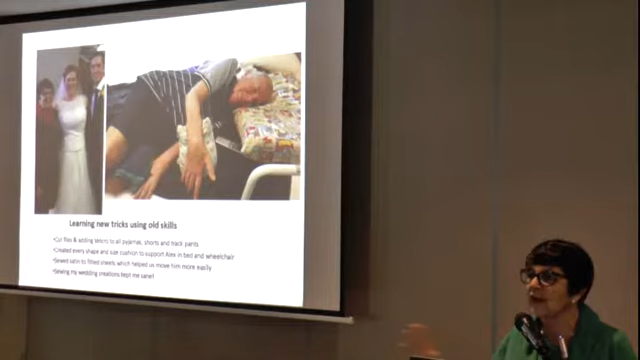 Learning new tricks using old skills
•Cut flies & adding velcro to all pyjamas, shorts and track pants
•Created every shape and size cushion to support Alex in bed and wheelchair
•Sewed satin to fitted sheets which helped us move him more easily
•Sewing my wedding creations kept me sane!